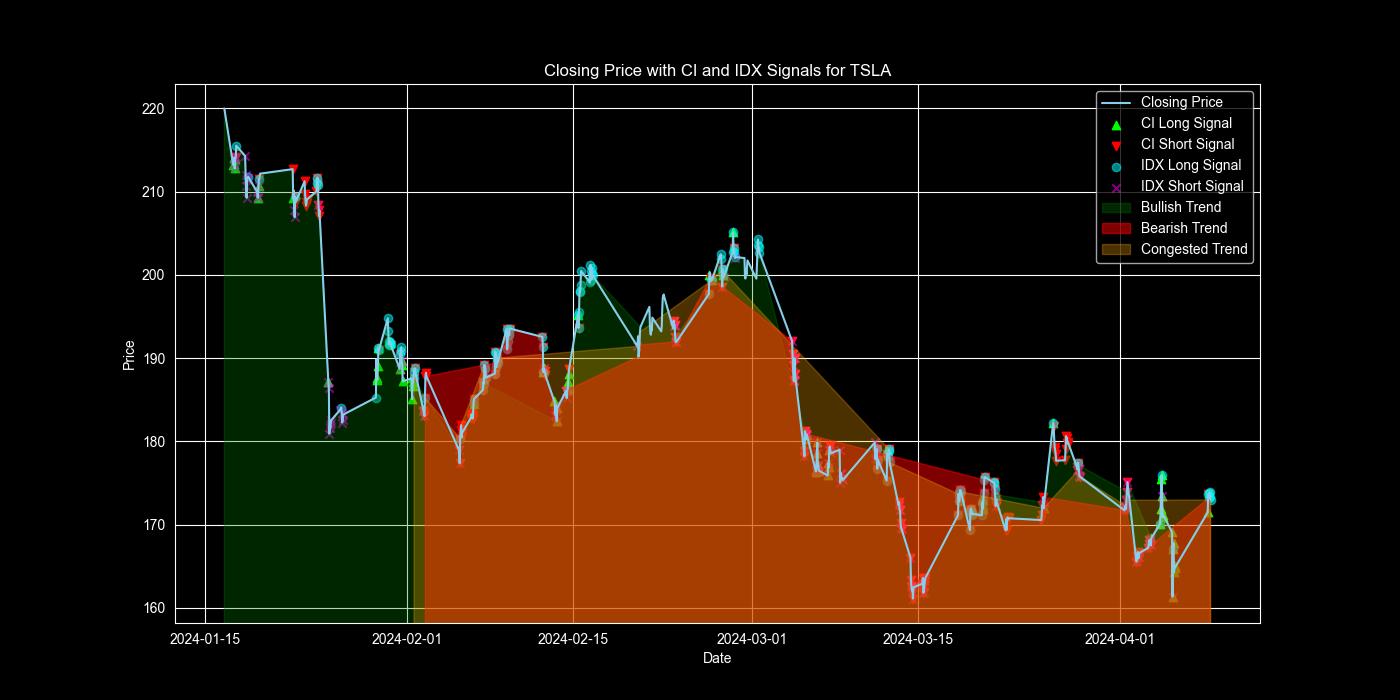 Closing Price with CI and IDX Signals for TSLA
Closing Price
CI Long Signal
CI Short Signal
IDX Long Signal
IDX Short Signal
Bullish Trend
Bearish Trend
Congested Trend
Price
220
210
200
190
180
170
160
2024-01-15
2024-02-01
2024-02-15
2024-03-01
2024-03-15
2024-04-01
Date